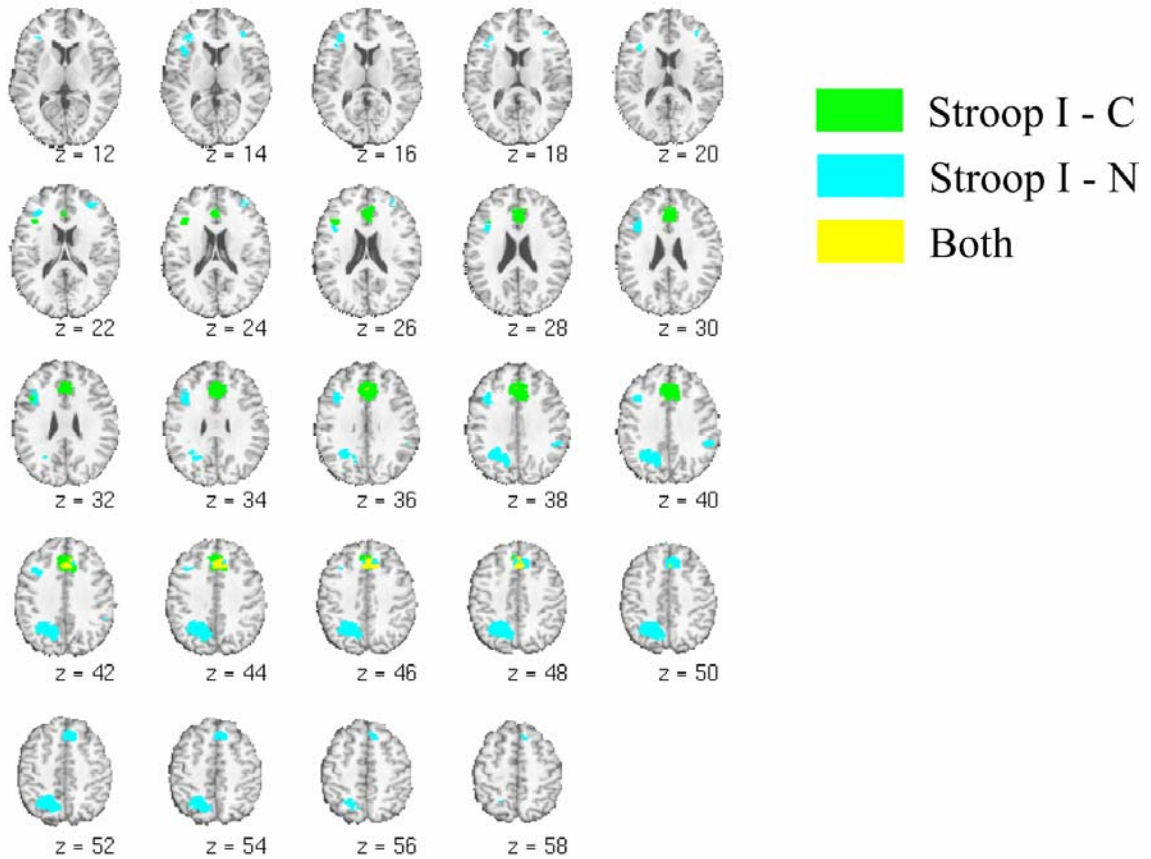 z = 12 z = 14 z = 16 z = 18 z = 20
Stroop I - C
Stroop I - N
Both
z = 22 z = 24 z = 26 z = 28 z = 30
z = 32 z = 34 z = 36 z = 38 z = 40
z = 42 z = 44 z = 46 z = 48 z = 50
z = 52 z = 54 z = 56 z = 58